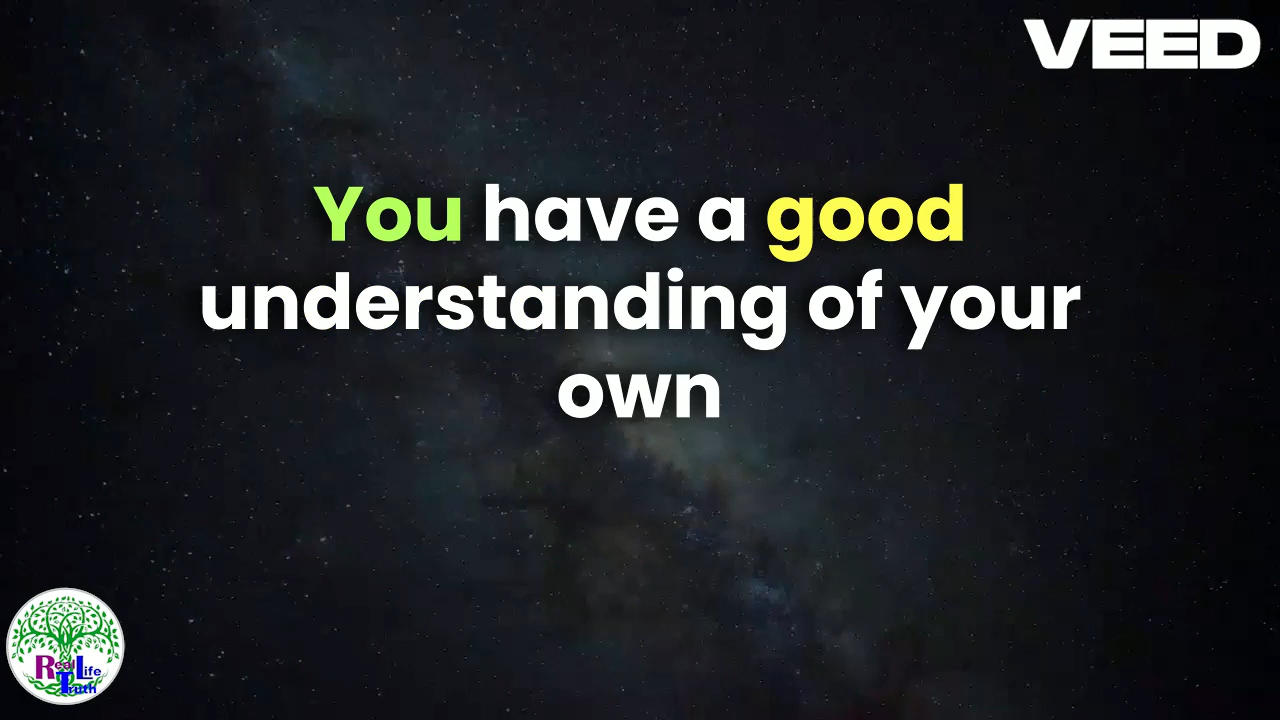 VEED
You have a good
understanding of your
own
Real Life
Truth